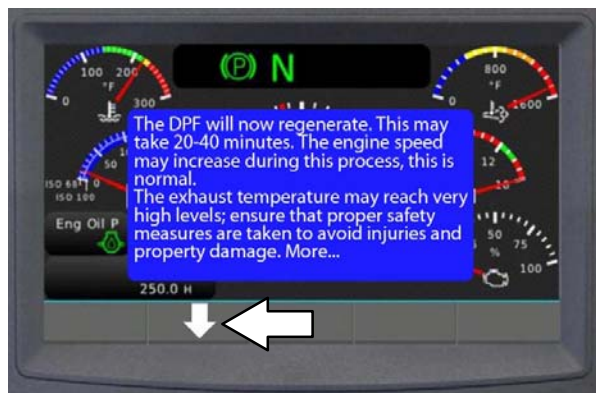 (P) N
100 200
°F
0 300
800
°F
0 1600
The DPF will now regenerate. This may
take 20-40 minutes. The engine speed
may increase during this process, this is
normal.
The exhaust temperature may reach very
high levels; ensure that proper safety
measures are taken to avoid injuries and
property damage. More...
50
0
ISO 68
ISO 100
12
Eng Oil P
50 75
%
100
250.0 H